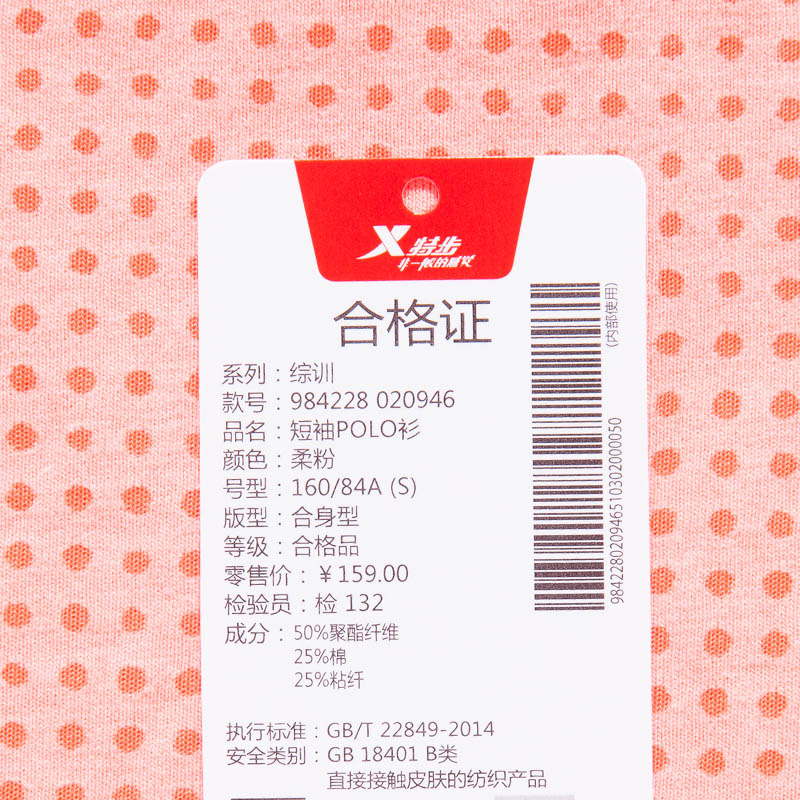 X 特步
非一般的感觉
合格证
系列：综训
款号：984228 020946
品名：短袖POLO衫
颜色：柔粉
号型：160/84A (S)
版型：合身型
等级：合格品
零售价：￥159.00
检验员：检 132
成分：50%聚酯纤维
25%棉
25%粘纤
执行标准：GB/T 22849-2014
安全类别：GB 18401 B类
直接接触皮肤的纺织产品
(内部使用)
98422802094651030200050